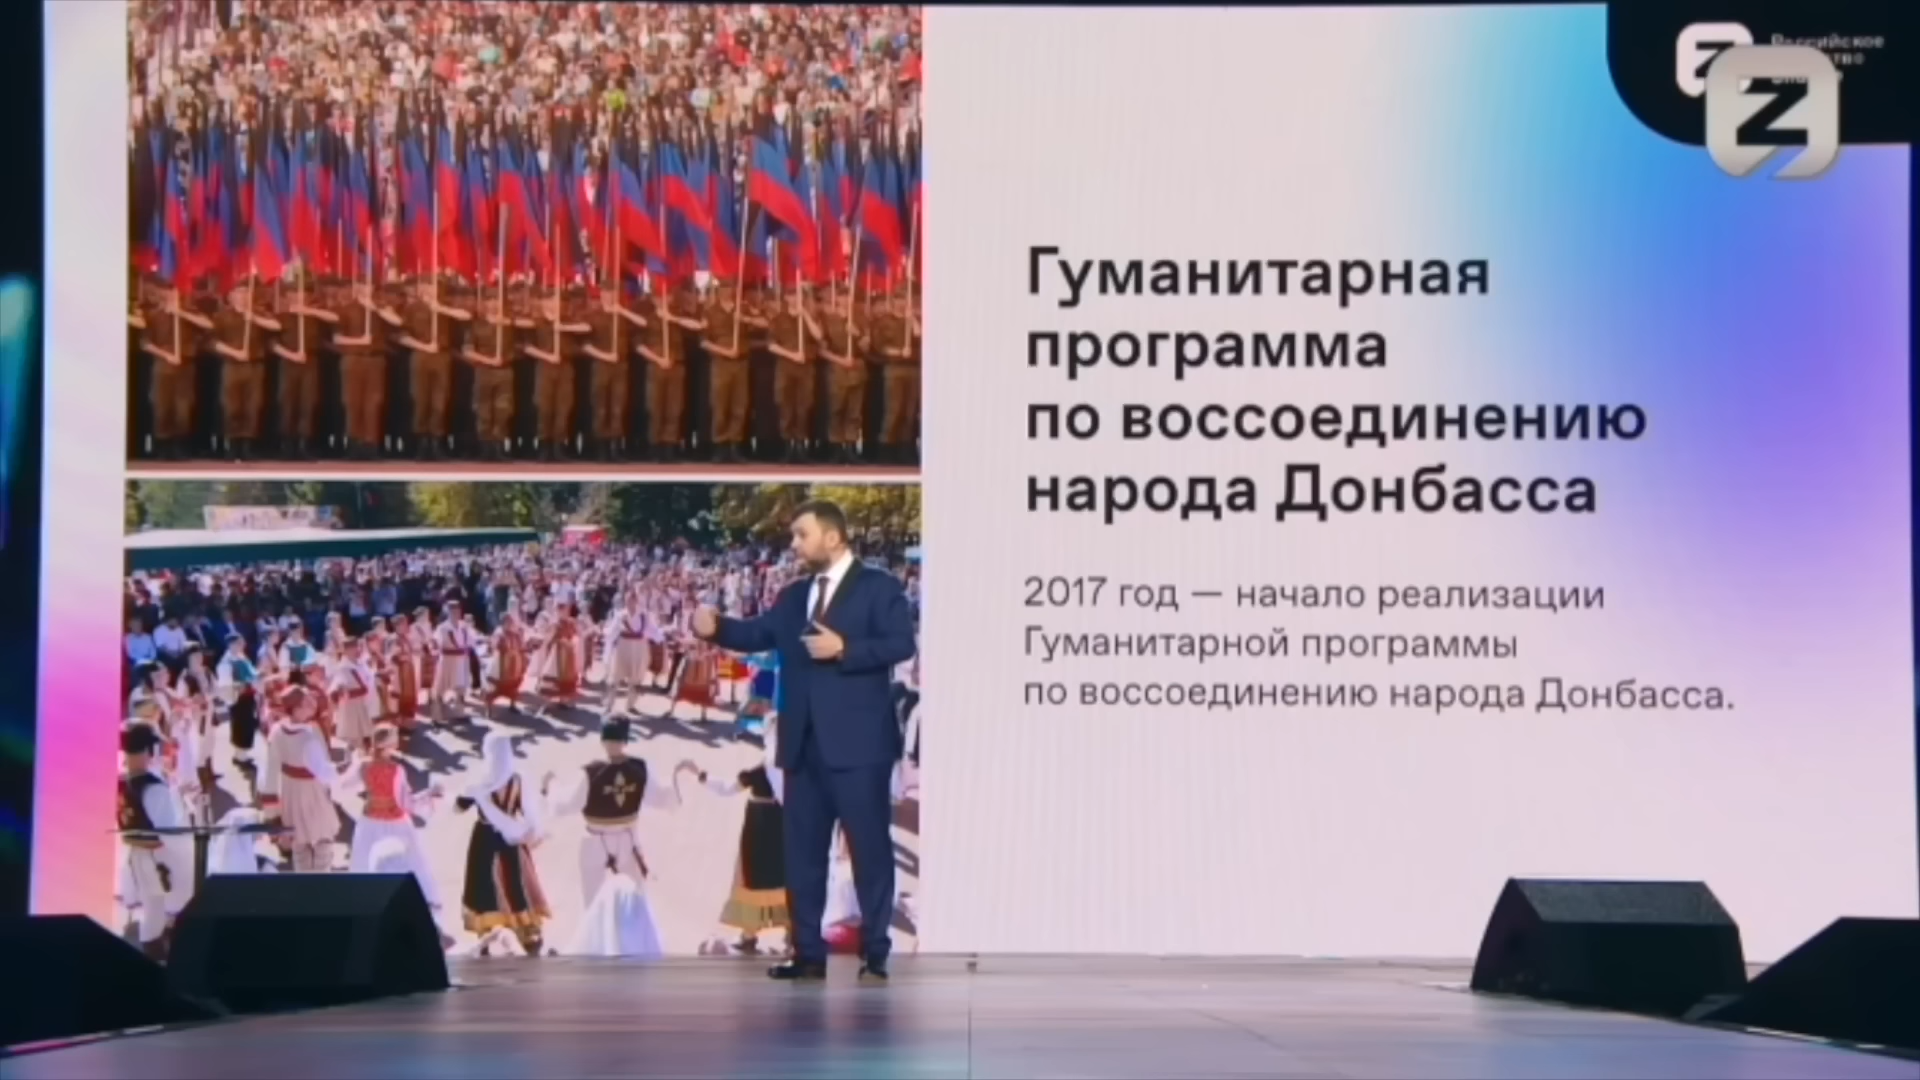 Российское
Гуманитарная
программа
по воссоединению
народа Донбасса
2017 год — начало реализации
Гуманитарной программы
по воссоединению народа Донбасса.